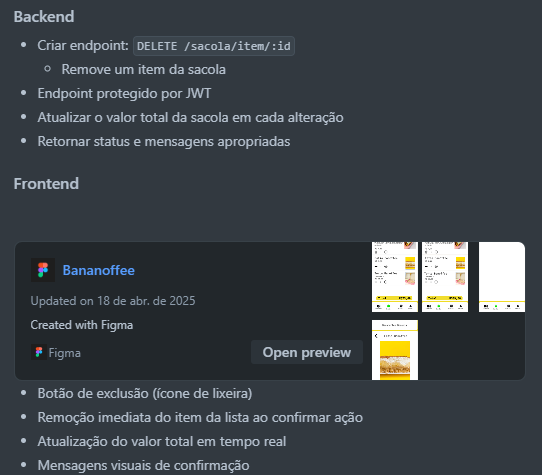 Backend
Criar endpoint: DELETE /sacola/item/:id
Remove um item da sacola
Endpoint protegido por JWT
Atualizar o valor total da sacola em cada alteração
Retornar status e mensagens apropriadas
Frontend
Bananoffee
Updated on 18 de abr. de 2025
Created with Figma
Figma
Open preview
Botão de exclusão (ícone de lixeira)
Remoção imediata do item da lista ao confirmar ação
Atualização do valor total em tempo real
Mensagens visuais de confirmação